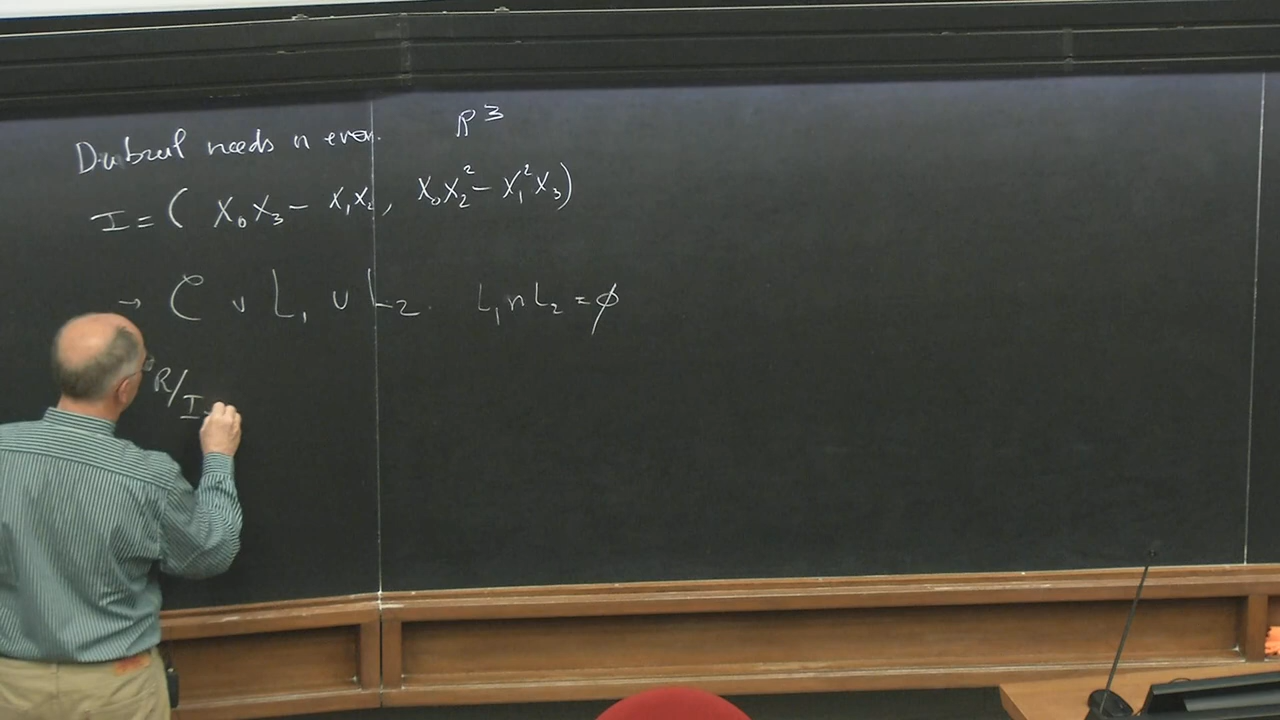 Dubreil needs n even. P³
I = ( X₀X₃ - X₁X₂, X₀X₂² - X₁²X₃)
→ C ∪ L₁ ∪ L₂. L₁ ∩ L₂ = ϕ
R/I